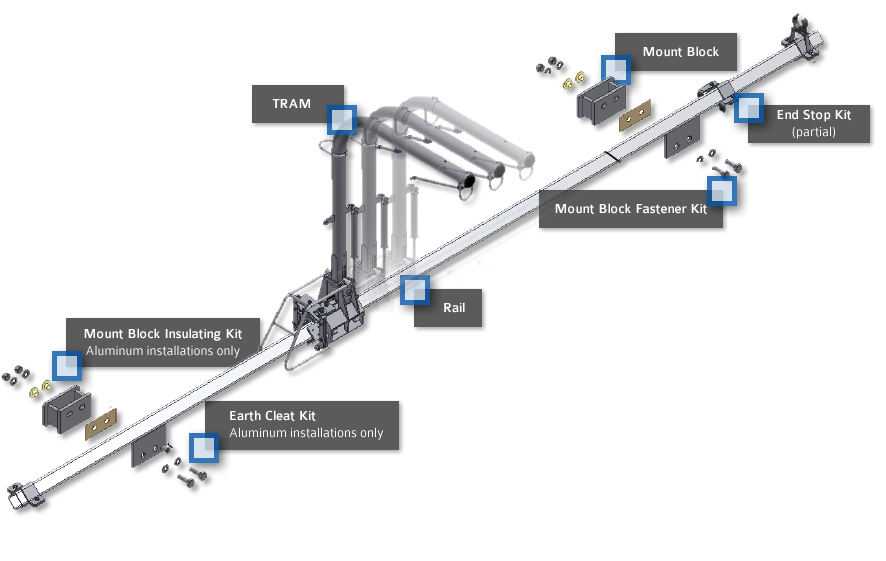 Mount Block
TRAM
End Stop Kit
(partial)
Mount Block Fastener Kit
Rail
Mount Block Insulating Kit
Aluminum installations only
Earth Cleat Kit
Aluminum installations only